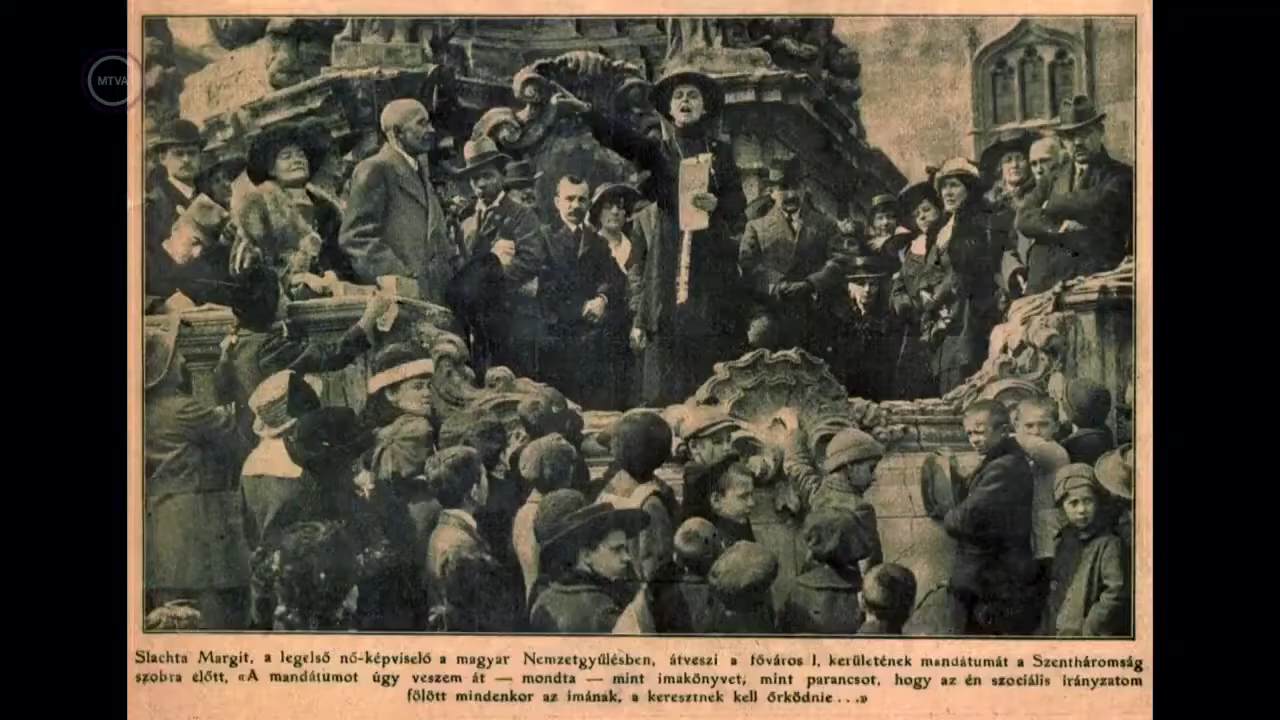 MTVA
Slachta Margit, a legelső nő-képviselő a magyar Nemzetgyűlésben, átveszi a főváros I. kerületének mandátumát a Szentháromság
szobra előtt. «A mandátumot úgy veszem át — mondta — mint imakönyvet, mint parancsot, hogy az én szociális irányzatom
fölött mindenkor az imának, a keresztnek kell őrködnie . . .»